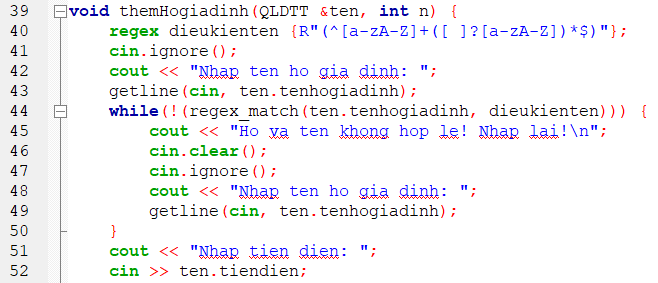 39 void themHogiadinh(QLDTT &ten, int n) {
40 regex dieukienten {R"(^[a-zA-Z]+([ ]?[a-zA-Z])*$)"};
41 cin.ignore();
42 cout << "Nhap ten ho gia dinh: ";
43 getline(cin, ten.tenhogiadinh);
44 while(!(regex_match(ten.tenhogiadinh, dieukienten))) {
45 cout << "Ho va ten khong hop le! Nhap lai!\n";
46 cin.clear();
47 cin.ignore();
48 cout << "Nhap ten ho gia dinh: ";
49 getline(cin, ten.tenhogiadinh);
50 }
51 cout << "Nhap tien dien: ";
52 cin >> ten.tiendien;